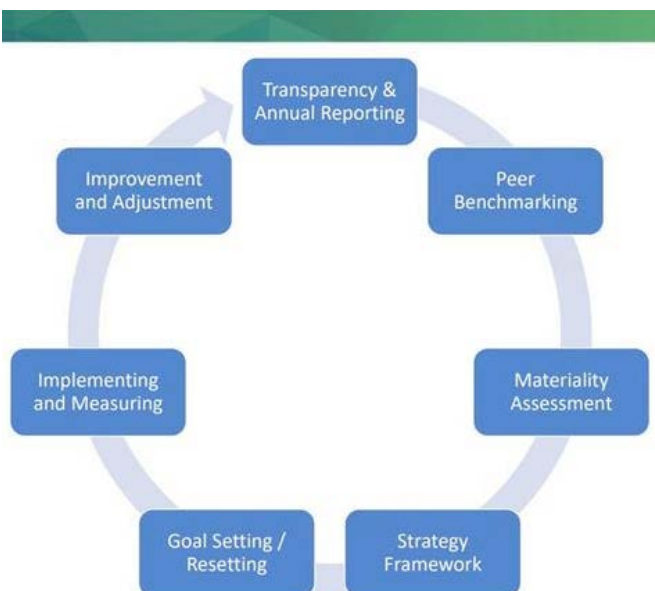 Transparency &
Annual Reporting
Peer
Benchmarking
Materiality
Assessment
Strategy
Framework
Goal Setting /
Resetting
Implementing
and Measuring
Improvement
and Adjustment